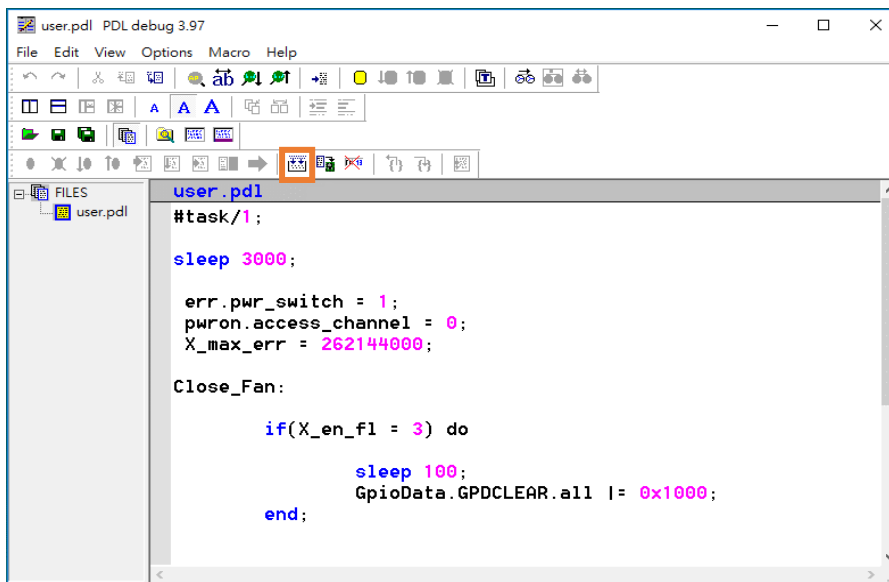 user.pdl PDL debug 3.97
File Edit View Options Macro Help
ab
A A A
FILES
user.pdl
user.pdl
#task/1;
sleep 3000;
err.pwr_switch = 1;
pwron.access_channel = 0;
X_max_err = 262144000;
Close_Fan:
if(X_en_fl = 3) do
sleep 100;
GpioData.GPDCLEAR.all |= 0x1000;
end;